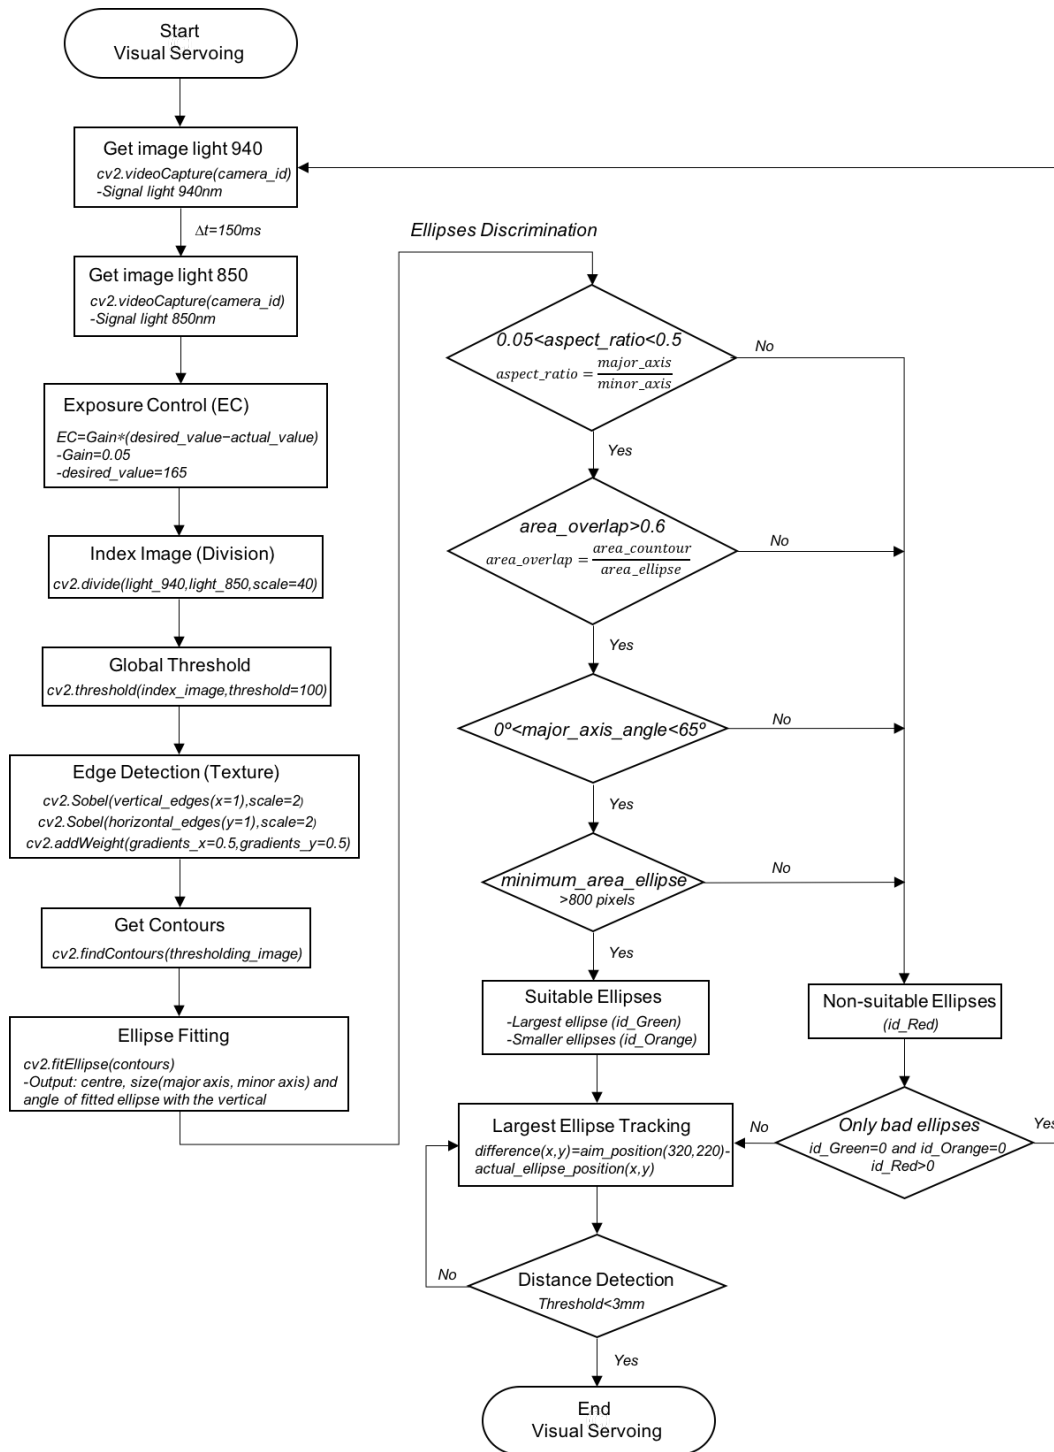 Start
Visual Servoing
Get image light 940
cv2.videoCapture(camera_id)
-Signal light 940nm
Δt=150ms
Get image light 850
cv2.videoCapture(camera_id)
-Signal light 850nm
Exposure Control (EC)
EC=Gain*(desired_value−actual_value)
-Gain=0.05
-desired_value=165
Index Image (Division)
cv2.divide(light_940,light_850,scale=40)
Global Threshold
cv2.threshold(index_image,threshold=100)
Edge Detection (Texture)
cv2.Sobel(vertical_edges(x=1),scale=2)
cv2.Sobel(horizontal_edges(y=1),scale=2)
cv2.addWeight(gradients_x=0.5,gradients_y=0.5)
Get Contours
cv2.findContours(thresholding_image)
Ellipse Fitting
cv2.fitEllipse(contours)
-Output: centre, size(major axis, minor axis) and
angle of fitted ellipse with the vertical
Ellipses Discrimination
0.05<aspect_ratio<0.5
aspect_ratio = major_axis
minor_axis
No
Yes
area_overlap>0.6
area_overlap = area_countour
area_ellipse
No
Yes
0º<major_axis_angle<65º
No
Yes
minimum_area_ellipse
>800 pixels
No
Yes
Suitable Ellipses
-Largest ellipse (id_Green)
-Smaller ellipses (id_Orange)
Non-suitable Ellipses
(id_Red)
Only bad ellipses
id_Green=0 and id_Orange=0
id_Red>0
Yes
No
Largest Ellipse Tracking
difference(x,y)=aim_position(320,220)-
actual_ellipse_position(x,y)
Distance Detection
Threshold<3mm
No
Yes
End
Visual Servoing